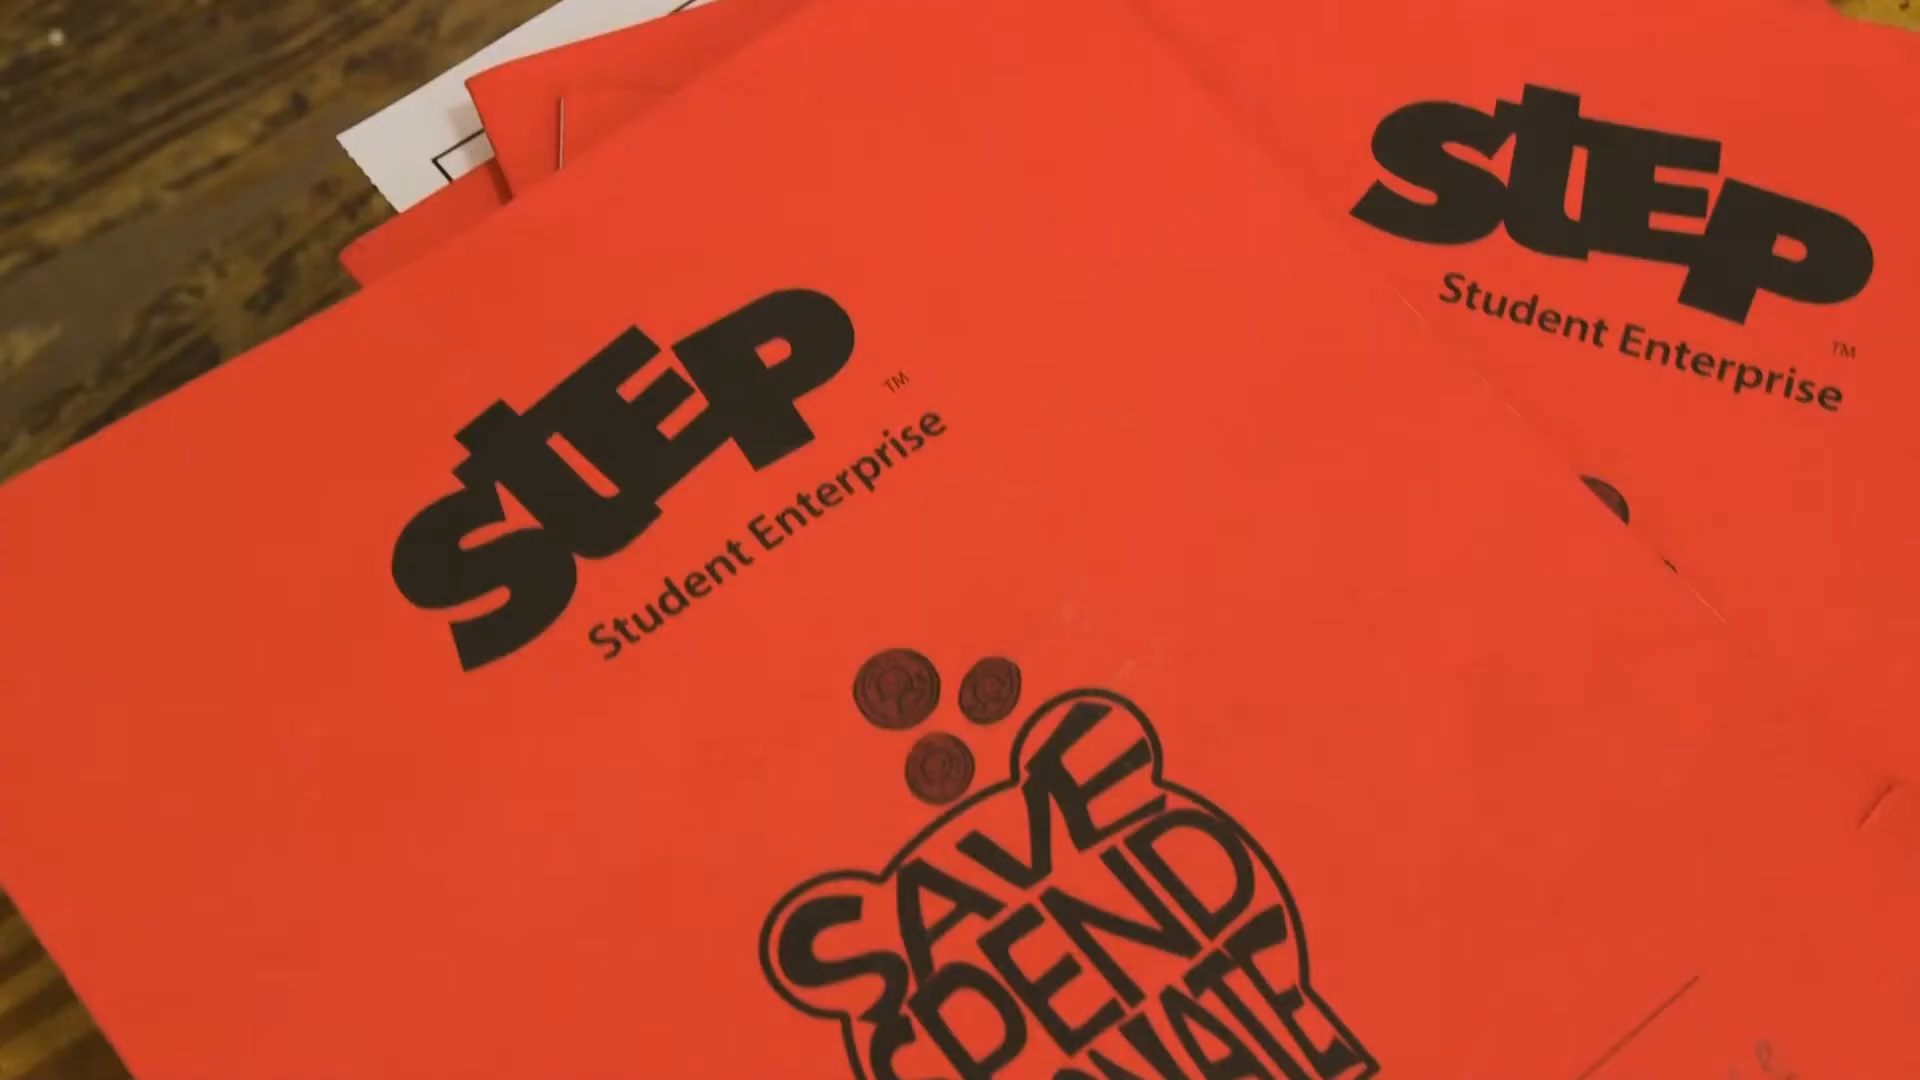 StEP
TM
Student Enterprise
StEP
TM
Student Enterprise
SAVE
SPEND